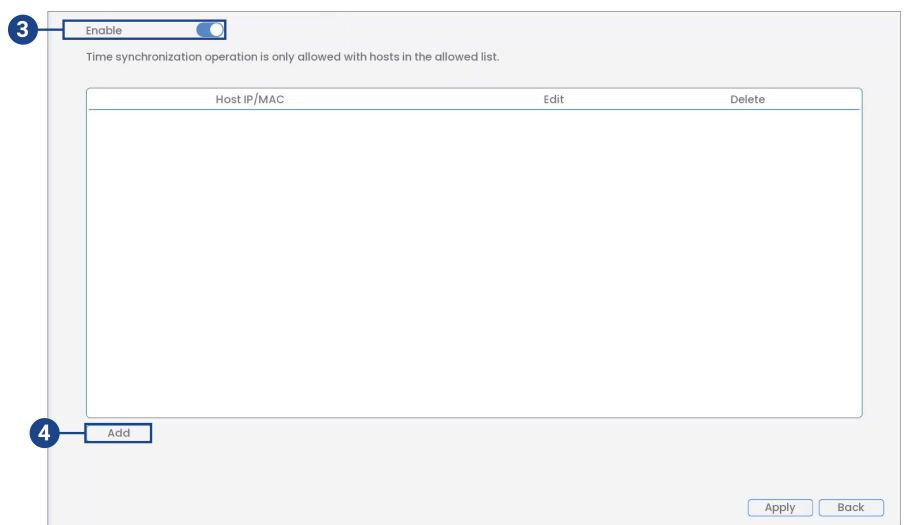 3 Enable
Time synchronization operation is only allowed with hosts in the allowed list.
Host IP/MAC Edit Delete
4 Add
Apply Back